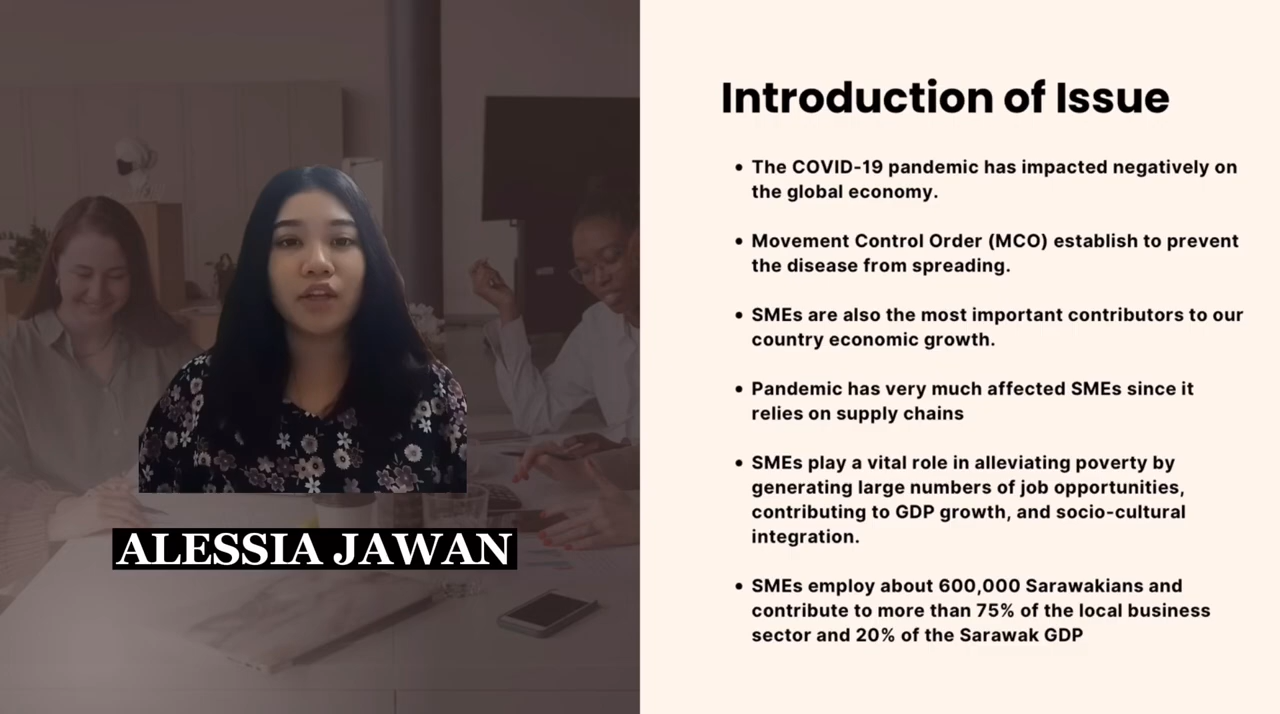 Introduction of Issue
• The COVID-19 pandemic has impacted negatively on
the global economy.
• Movement Control Order (MCO) establish to prevent
the disease from spreading.
• SMEs are also the most important contributors to our
country economic growth.
• Pandemic has very much affected SMEs since it
relies on supply chains
• SMEs play a vital role in alleviating poverty by
generating large numbers of job opportunities,
contributing to GDP growth, and socio-cultural
integration.
• SMEs employ about 600,000 Sarawakians and
contribute to more than 75% of the local business
sector and 20% of the Sarawak GDP
ALESSIA JAWAN